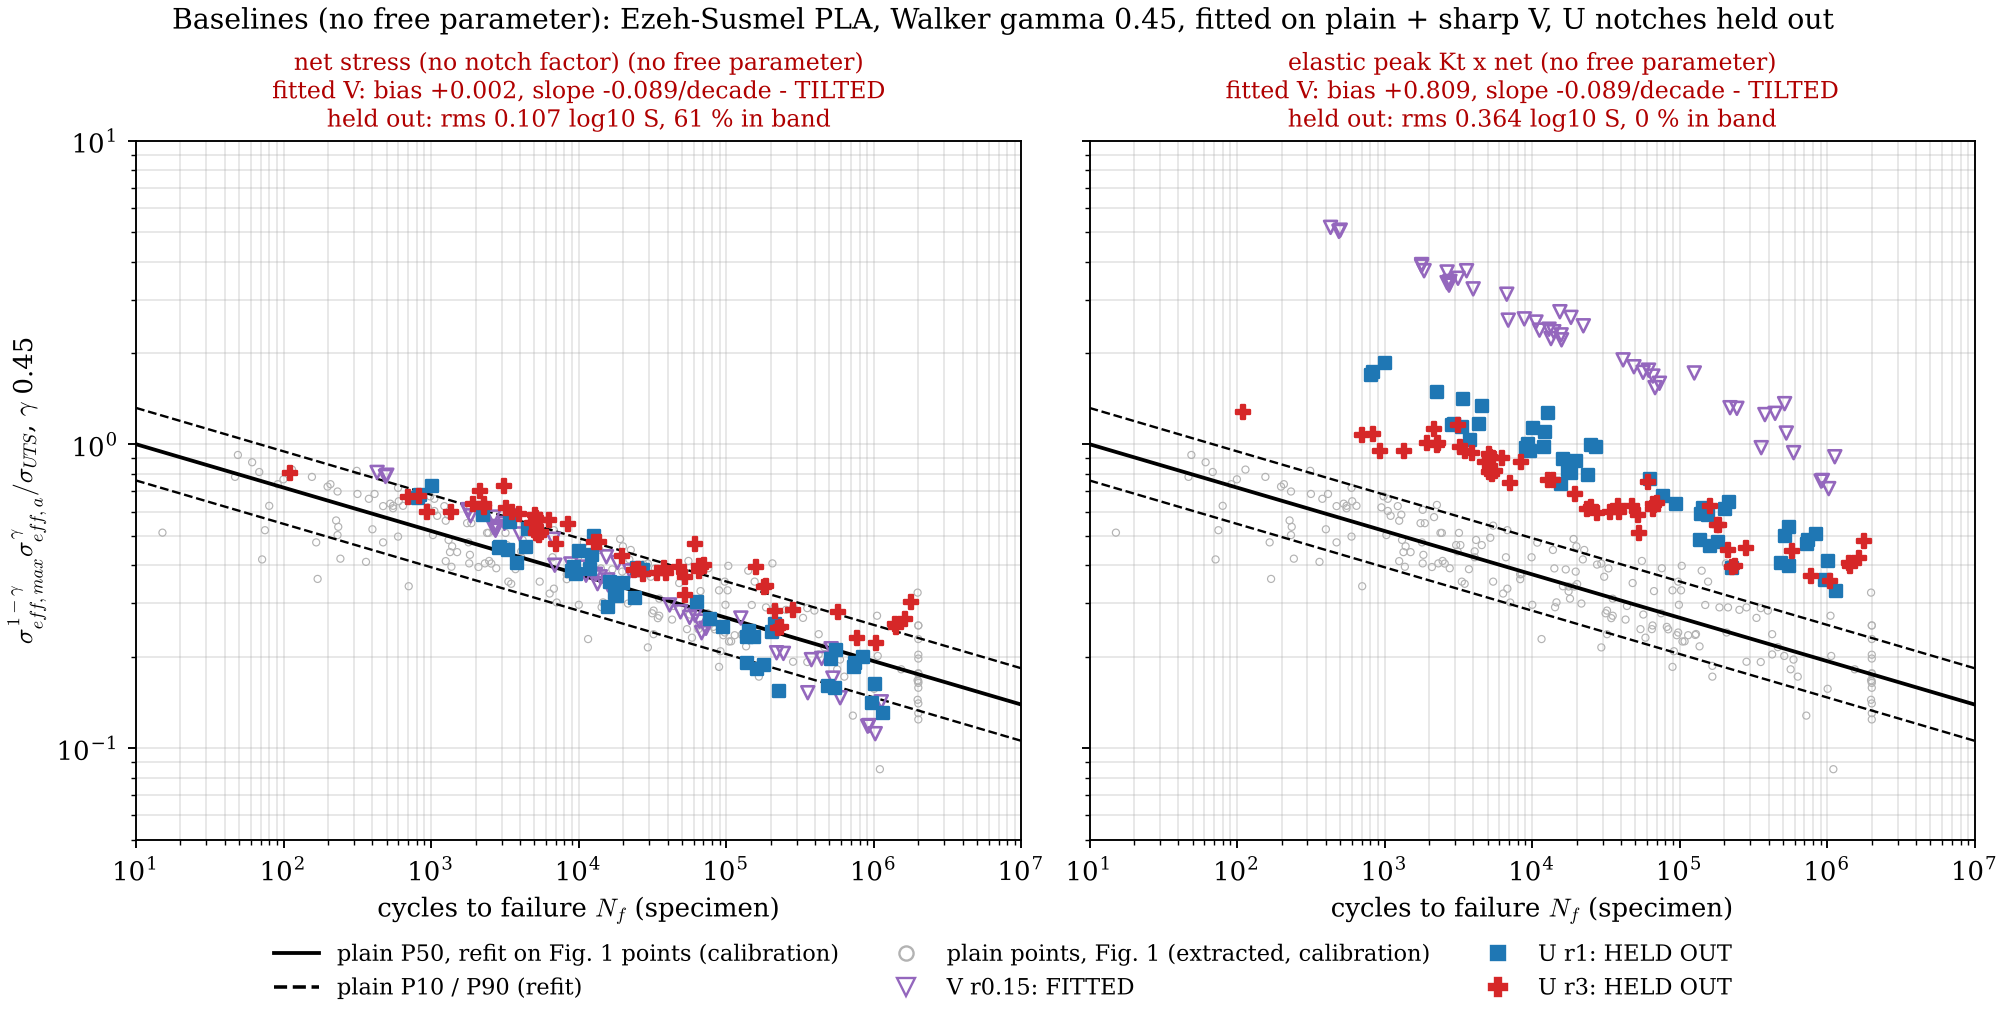 Baselines (no free parameter): Ezeh-Susmel PLA, Walker gamma 0.45, fitted on plain + sharp V, U notches held out
net stress (no notch factor) (no free parameter)
fitted V: bias +0.002, slope -0.089/decade - TILTED
held out: rms 0.107 log10 S, 61 % in band
elastic peak Kt x net (no free parameter)
fitted V: bias +0.809, slope -0.089/decade - TILTED
held out: rms 0.364 log10 S, 0 % in band
σ_{eff,max}^{1−γ} σ_{eff,a}^{γ}/σ_{UTS}, γ 0.45
10^1
10^0
10^−1
10^1 10^2 10^3 10^4 10^5 10^6 10^7
10^1 10^2 10^3 10^4 10^5 10^6 10^7
cycles to failure N_f (specimen)
cycles to failure N_f (specimen)
plain P50, refit on Fig. 1 points (calibration)
plain P10 / P90 (refit)
plain points, Fig. 1 (extracted, calibration)
V r0.15: FITTED
U r1: HELD OUT
U r3: HELD OUT